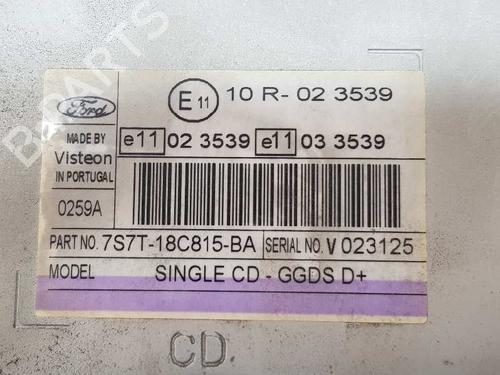 B-PARTS
Ford
E 11 10 R- 02 3539
MADE BY
Visteon
IN PORTUGAL
e11 02 3539 e11 03 3539
0259A
PART NO. 7S7T-18C815-BA SERIAL NO. V 023125
MODEL SINGLE CD - GGDS D+
CD